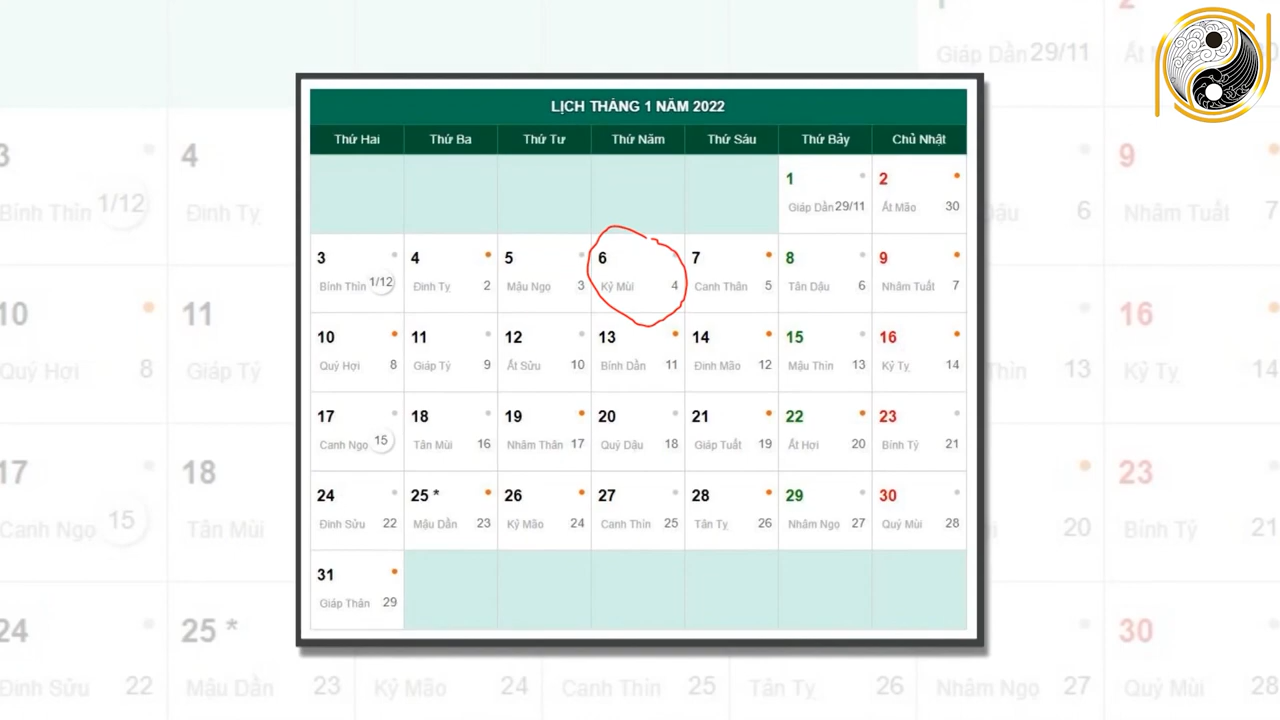 LỊCH THÁNG 1 NĂM 2022
Thứ Hai Thứ Ba Thứ Tư Thứ Năm Thứ Sáu Thứ Bảy Chủ Nhật
1 2
Giáp Dần 29/11 Ất Mão 30
3 4 5 6 7 8 9
Bính Thìn 1/12 Đinh Tỵ 2 Mậu Ngọ 3 Kỷ Mùi 4 Canh Thân 5 Tân Dậu 6 Nhâm Tuất 7
10 11 12 13 14 15 16
Quý Hợi 8 Giáp Tý 9 Ất Sửu 10 Bính Dần 11 Đinh Mão 12 Mậu Thìn 13 Kỷ Tỵ 14
17 18 19 20 21 22 23
Canh Ngọ 15 Tân Mùi 16 Nhâm Thân 17 Quý Dậu 18 Giáp Tuất 19 Ất Hợi 20 Bính Tý 21
24 25 * 26 27 28 29 30
Đinh Sửu 22 Mậu Dần 23 Kỷ Mão 24 Canh Thìn 25 Tân Tỵ 26 Nhâm Ngọ 27 Quý Mùi 28
31
Giáp Thân 29